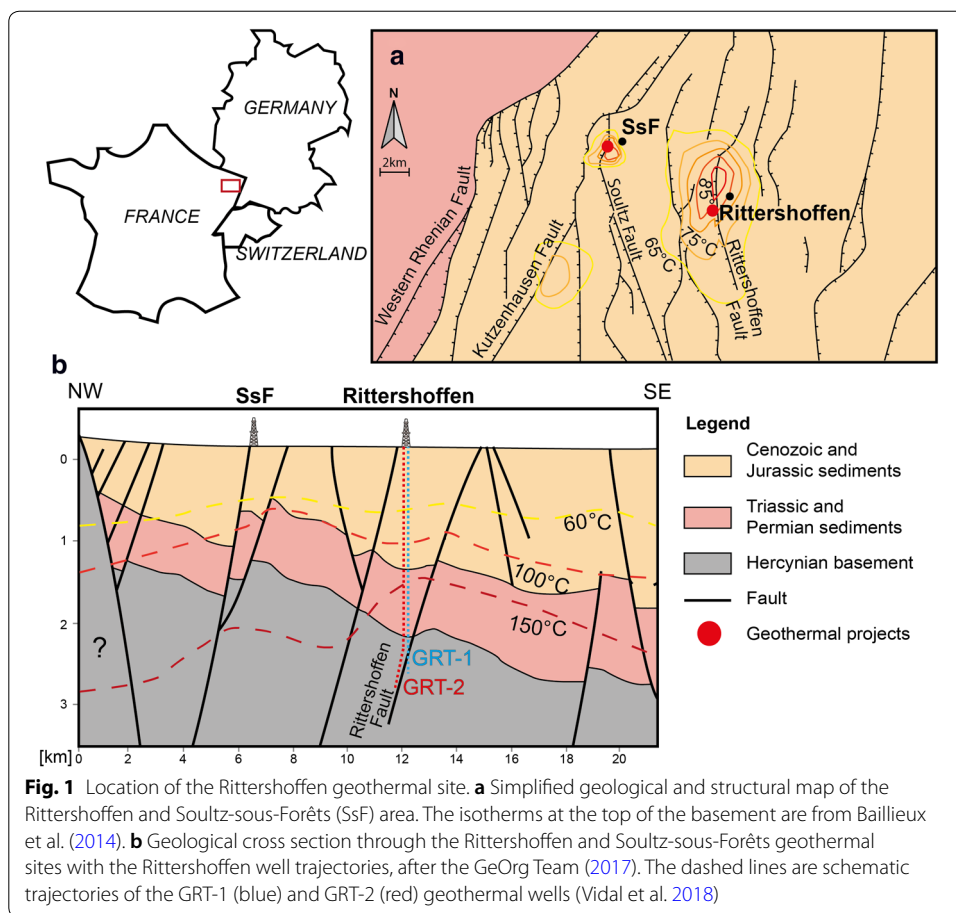 GERMANY
FRANCE
SWITZERLAND
a
N
2km
SsF
Rittershoffen
Western Rhenian Fault
Kutzenhausen Fault
Soultz Fault
Rittershoffen
Fault
65°C
75°C
85°
b
NW
SsF
Rittershoffen
SE
0
1
2
3
60°C
100°C
150°C
?
GRT-1
GRT-2
Rittershoffen
Fault
[km] 0 2 4 6 8 10 12 14 16 18 20
Legend
Cenozoic and
Jurassic sediments
Triassic and
Permian sediments
Hercynian basement
Fault
Geothermal projects
Fig. 1 Location of the Rittershoffen geothermal site. a Simplified geological and structural map of the
Rittershoffen and Soultz-sous-Forêts (SsF) area. The isotherms at the top of the basement are from Baillieux
et al. (2014). b Geological cross section through the Rittershoffen and Soultz-sous-Forêts geothermal
sites with the Rittershoffen well trajectories, after the GeOrg Team (2017). The dashed lines are schematic
trajectories of the GRT-1 (blue) and GRT-2 (red) geothermal wells (Vidal et al. 2018)